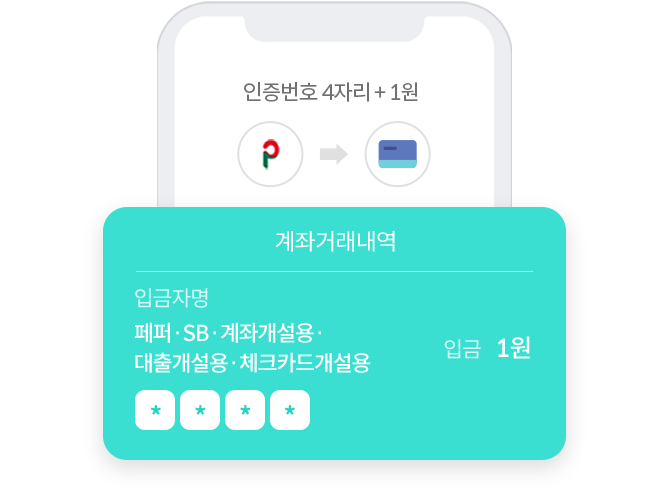 인증번호 4자리 + 1원
계좌거래내역
입금자명
페퍼·SB·계좌개설용·
대출개설용·체크카드개설용
입금 1원
* * * *